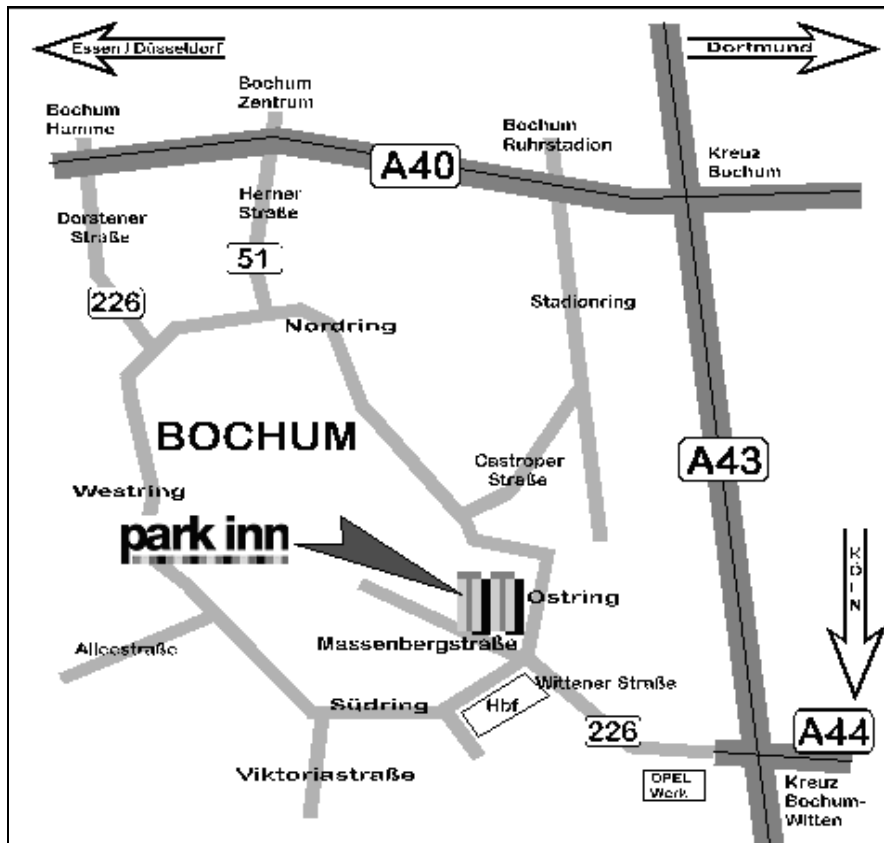 Essen / Düsseldorf
Dortmund
Bochum
Zentrum
Bochum
Hamme
Bochum
Ruhrstadion
Kreuz
Bochum
A40
Dorstener
Straße
Herner
Straße
51
226
Nordring
Stadionring
BOCHUM
A43
Castroper
Straße
Westring
park inn
KÖLN
Ostring
Alleestraße
Massenbergstraße
Wittener Straße
Hbf
Südring
226
A44
Viktoriastraße
OPEL
Werk
Kreuz
Bochum-
Witten